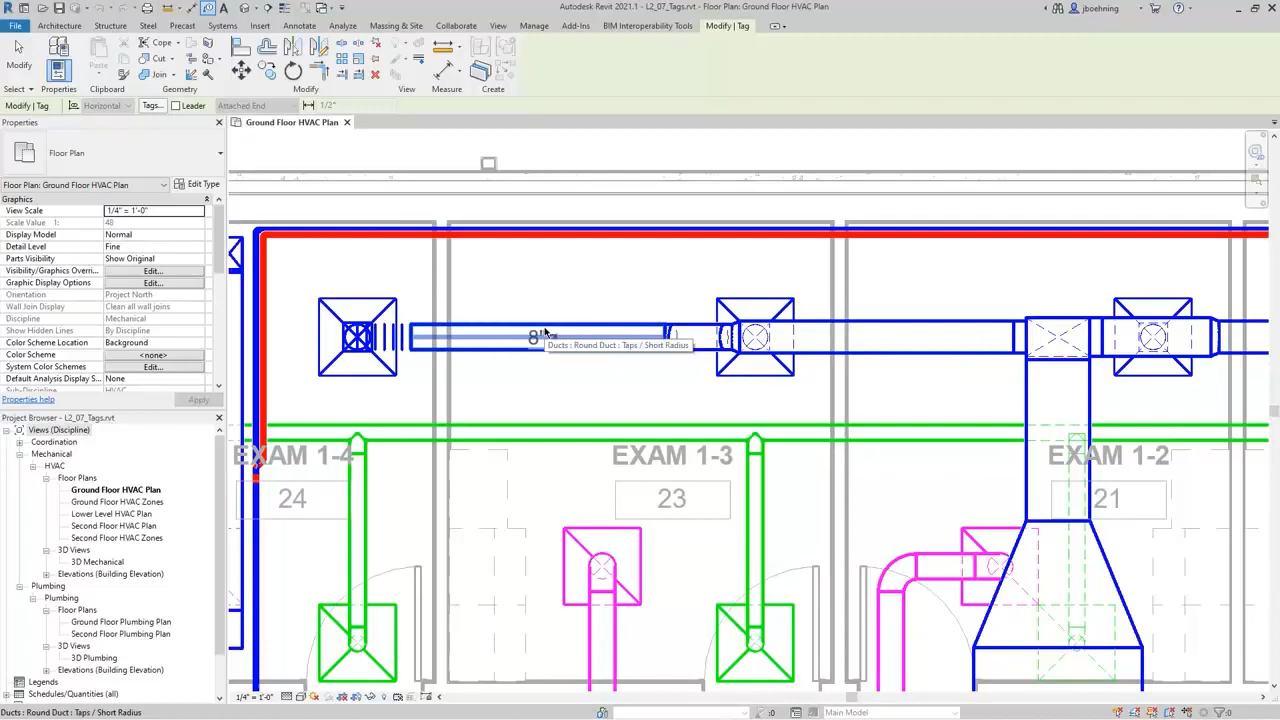 Autodesk Revit 2021.1 - L2_07_Tags.rvt - Floor Plan: Ground Floor HVAC Plan
jboehning
File Architecture Structure Steel Precast Systems Insert Annotate Analyze Massing & Site Collaborate View Manage Add-Ins BIM Interoperability Tools Modify | Tag
Modify Paste Cope Cut Join
Select Properties Clipboard Geometry Modify View Measure Create
Modify | Tag Horizontal Tags... Leader Attached End 1/2"
Properties
Ground Floor HVAC Plan
Floor Plan
Floor Plan: Ground Floor HVAC Plan Edit Type
Graphics
View Scale 1/4" = 1'-0"
Scale Value 1: 48
Display Model Normal
Detail Level Fine
Parts Visibility Show Original
Visibility/Graphics Overri... Edit...
Graphic Display Options Edit...
Orientation Project North
Wall Join Display Clean all wall joins
Discipline Mechanical
Show Hidden Lines By Discipline
Color Scheme Location Background
Color Scheme <none>
System Color Schemes Edit...
Default Analysis Display S... None
Sub-Discipline HVAC
Properties help Apply
Project Browser - L2_07_Tags.rvt
Views (Discipline)
Coordination
Mechanical
HVAC
Floor Plans
Ground Floor HVAC Plan
Ground Floor HVAC Zones
Lower Level HVAC Plan
Second Floor HVAC Plan
Second Floor HVAC Zones
3D Views
3D Mechanical
Elevations (Building Elevation)
Plumbing
Plumbing
Floor Plans
Ground Floor Plumbing Plan
Second Floor Plumbing Plan
3D Views
3D Plumbing
Elevations (Building Elevation)
Legends
Schedules/Quantities (all)
8"
Ducts : Round Duct : Taps / Short Radius
EXAM 1-4
24
EXAM 1-3
23
EXAM 1-2
21
1/4" = 1'-0"
Ducts : Round Duct : Taps / Short Radius :0 Main Model :0